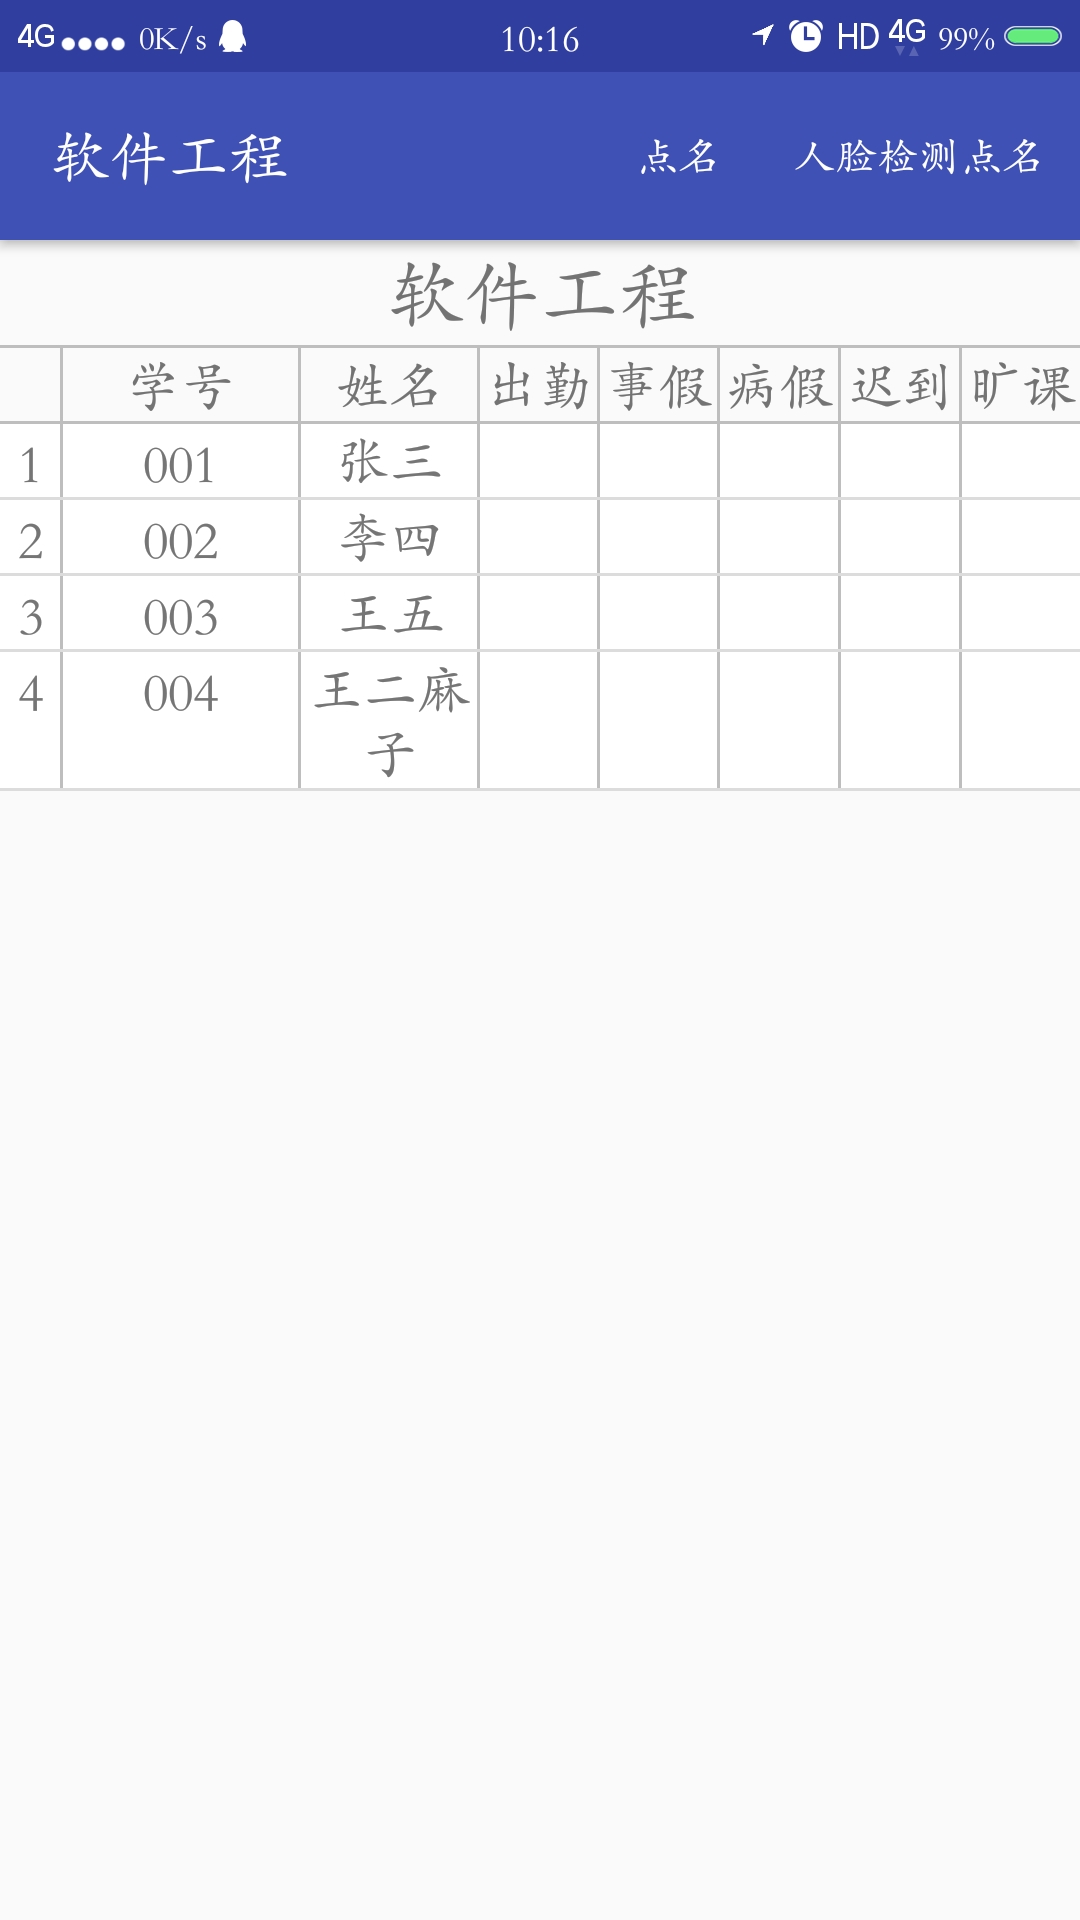 4G 0K/s 10:16 HD 4G 99%
软件工程 点名 人脸检测点名
软件工程
学号 姓名 出勤 事假 病假 迟到 旷课
1 001 张三
2 002 李四
3 003 王五
4 004 王二麻
子